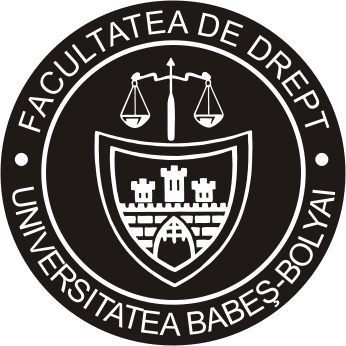 FACULTATEA DE DREPT
UNIVERSITATEA BABEŞ-BOLYAI